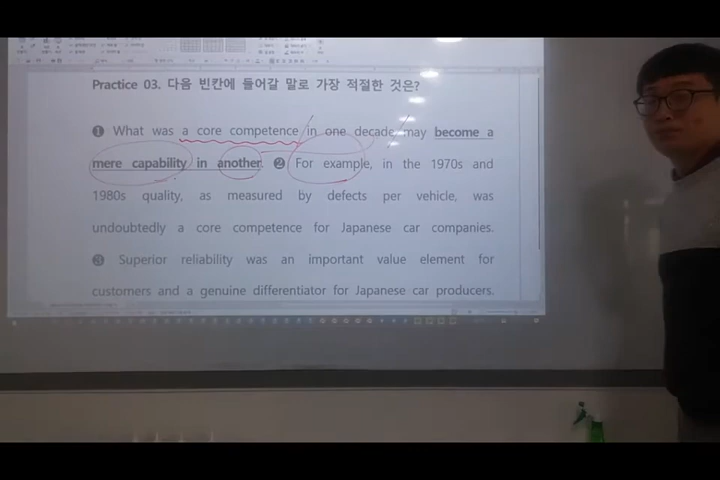 Practice 03. 다음 빈칸에 들어갈 말로 가장 적절한 것은?
❶ What was a core competence in one decade may become a
mere capability in another. ❷ For example, in the 1970s and
1980s quality, as measured by defects per vehicle, was
undoubtedly a core competence for Japanese car companies.
❸ Superior reliability was an important value element for
customers and a genuine differentiator for Japanese car producers.